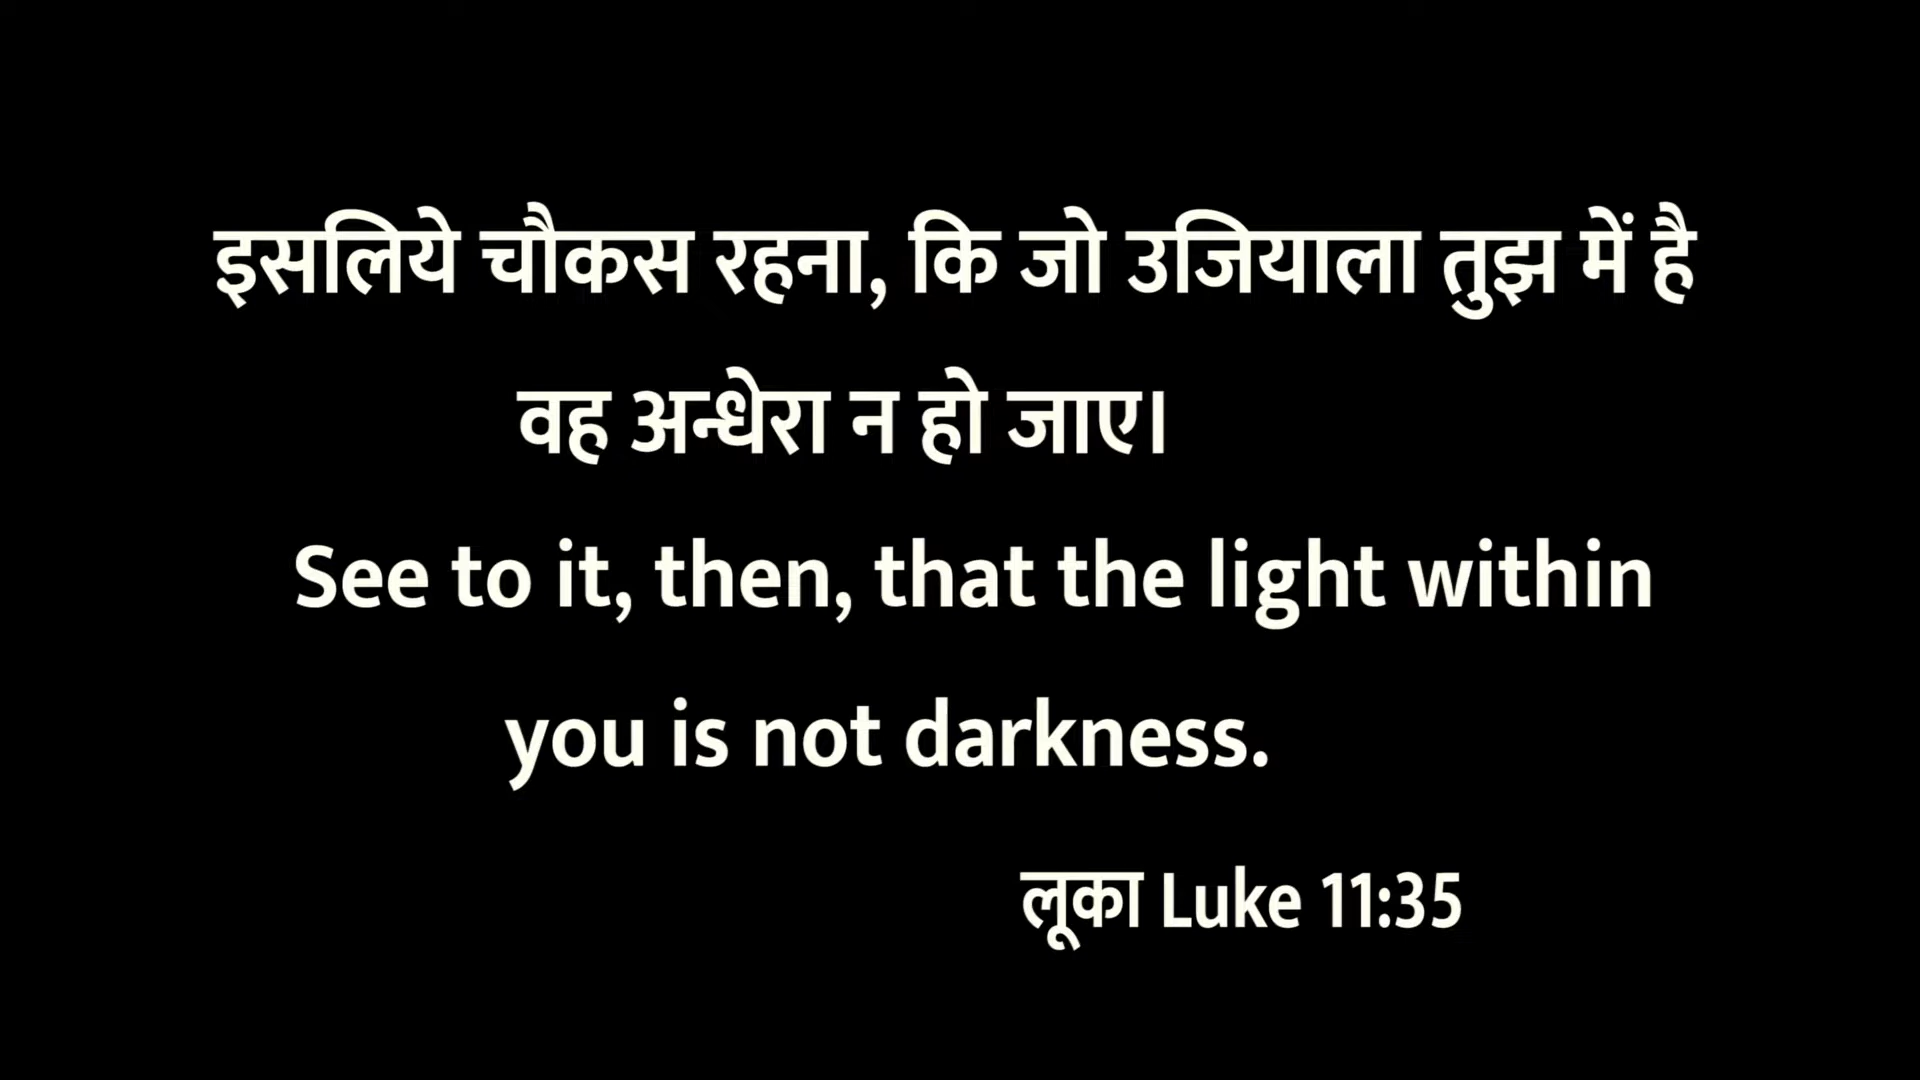 इसलिये चौकस रहना, कि जो उजियाला तुझ में है
वह अन्धेरा न हो जाए।
See to it, then, that the light within
you is not darkness.
लूका Luke 11:35